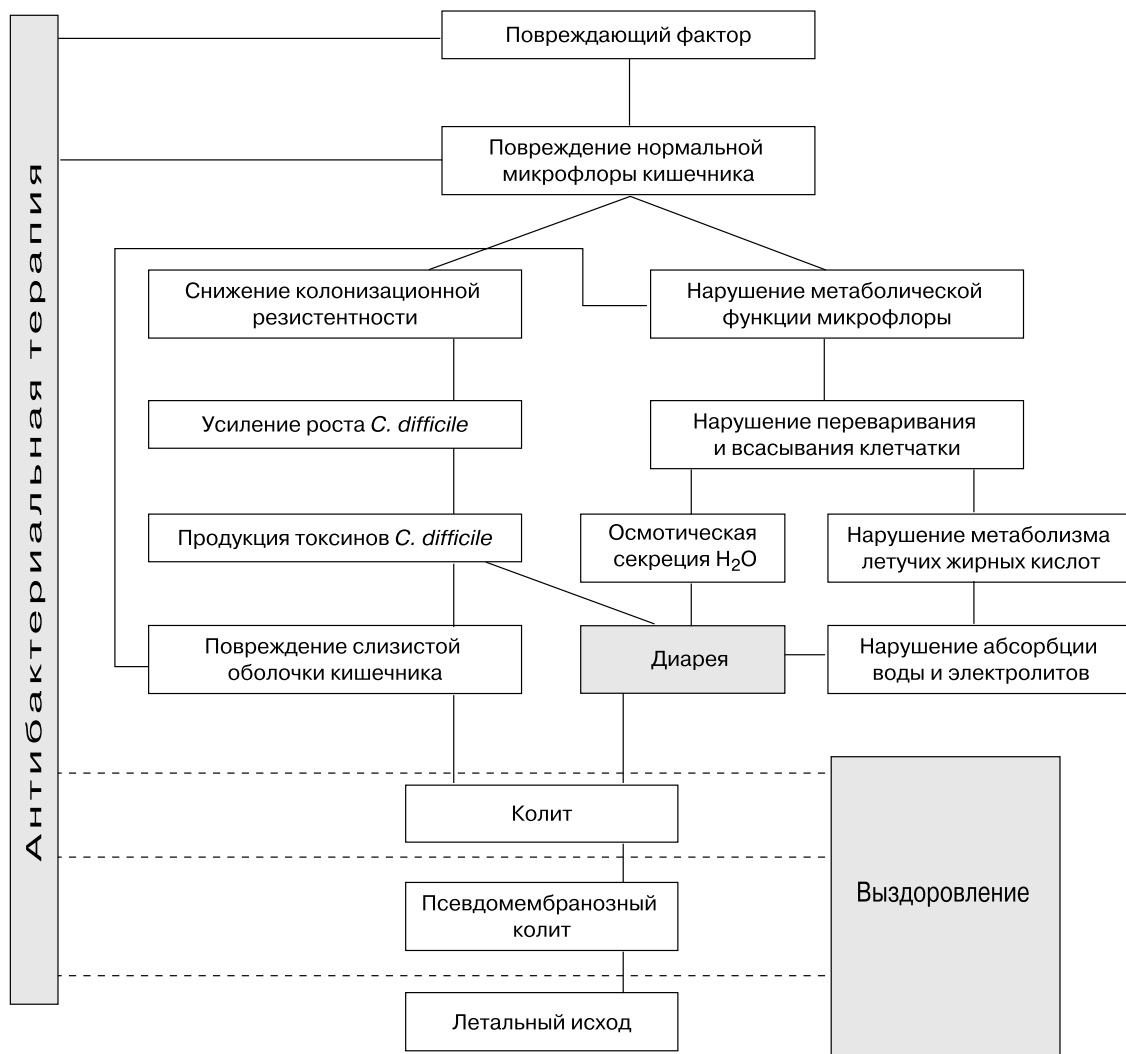 Антибактериальная терапия
Повреждающий фактор
Повреждение нормальной
микрофлоры кишечника
Снижение колонизационной
резистентности
Нарушение метаболической
функции микрофлоры
Усиление роста C. difficile
Нарушение переваривания
и всасывания клетчатки
Продукция токсинов C. difficile
Осмотическая
секреция H₂O
Нарушение метаболизма
летучих жирных кислот
Повреждение слизистой
оболочки кишечника
Диарея
Нарушение абсорбции
воды и электролитов
Колит
Псевдомембранозный
колит
Выздоровление
Летальный исход